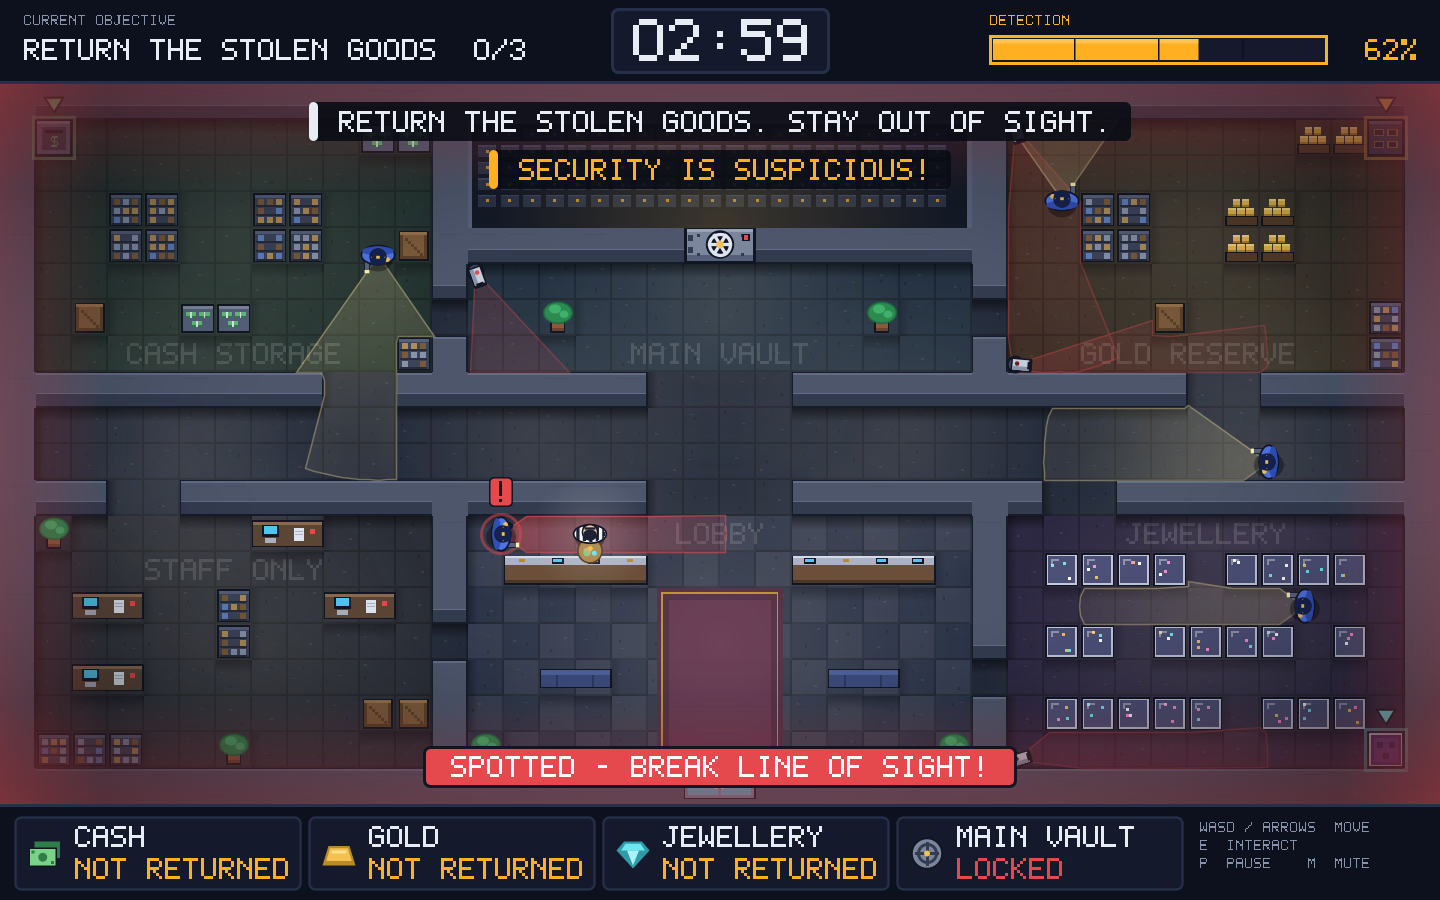 CURRENT OBJECTIVE
RETURN THE STOLEN GOODS 0/3
02:59
DETECTION
62%
RETURN THE STOLEN GOODS. STAY OUT OF SIGHT.
SECURITY IS SUSPICIOUS!
CASH STORAGE
MAIN VAULT
GOLD RESERVE
!
LOBBY
JEWELLERY
STAFF ONLY
SPOTTED - BREAK LINE OF SIGHT!
CASH
NOT RETURNED
GOLD
NOT RETURNED
JEWELLERY
NOT RETURNED
MAIN VAULT
LOCKED
WASD / ARROWS MOVE
E INTERACT
P PAUSE M MUTE